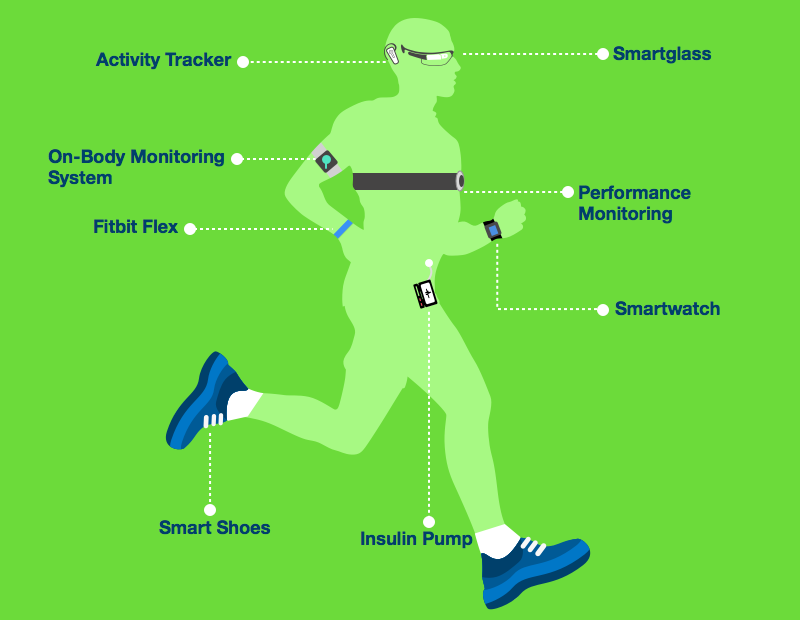 Activity Tracker
Smartglass
On-Body Monitoring
System
Performance
Monitoring
Fitbit Flex
Smartwatch
Smart Shoes
Insulin Pump